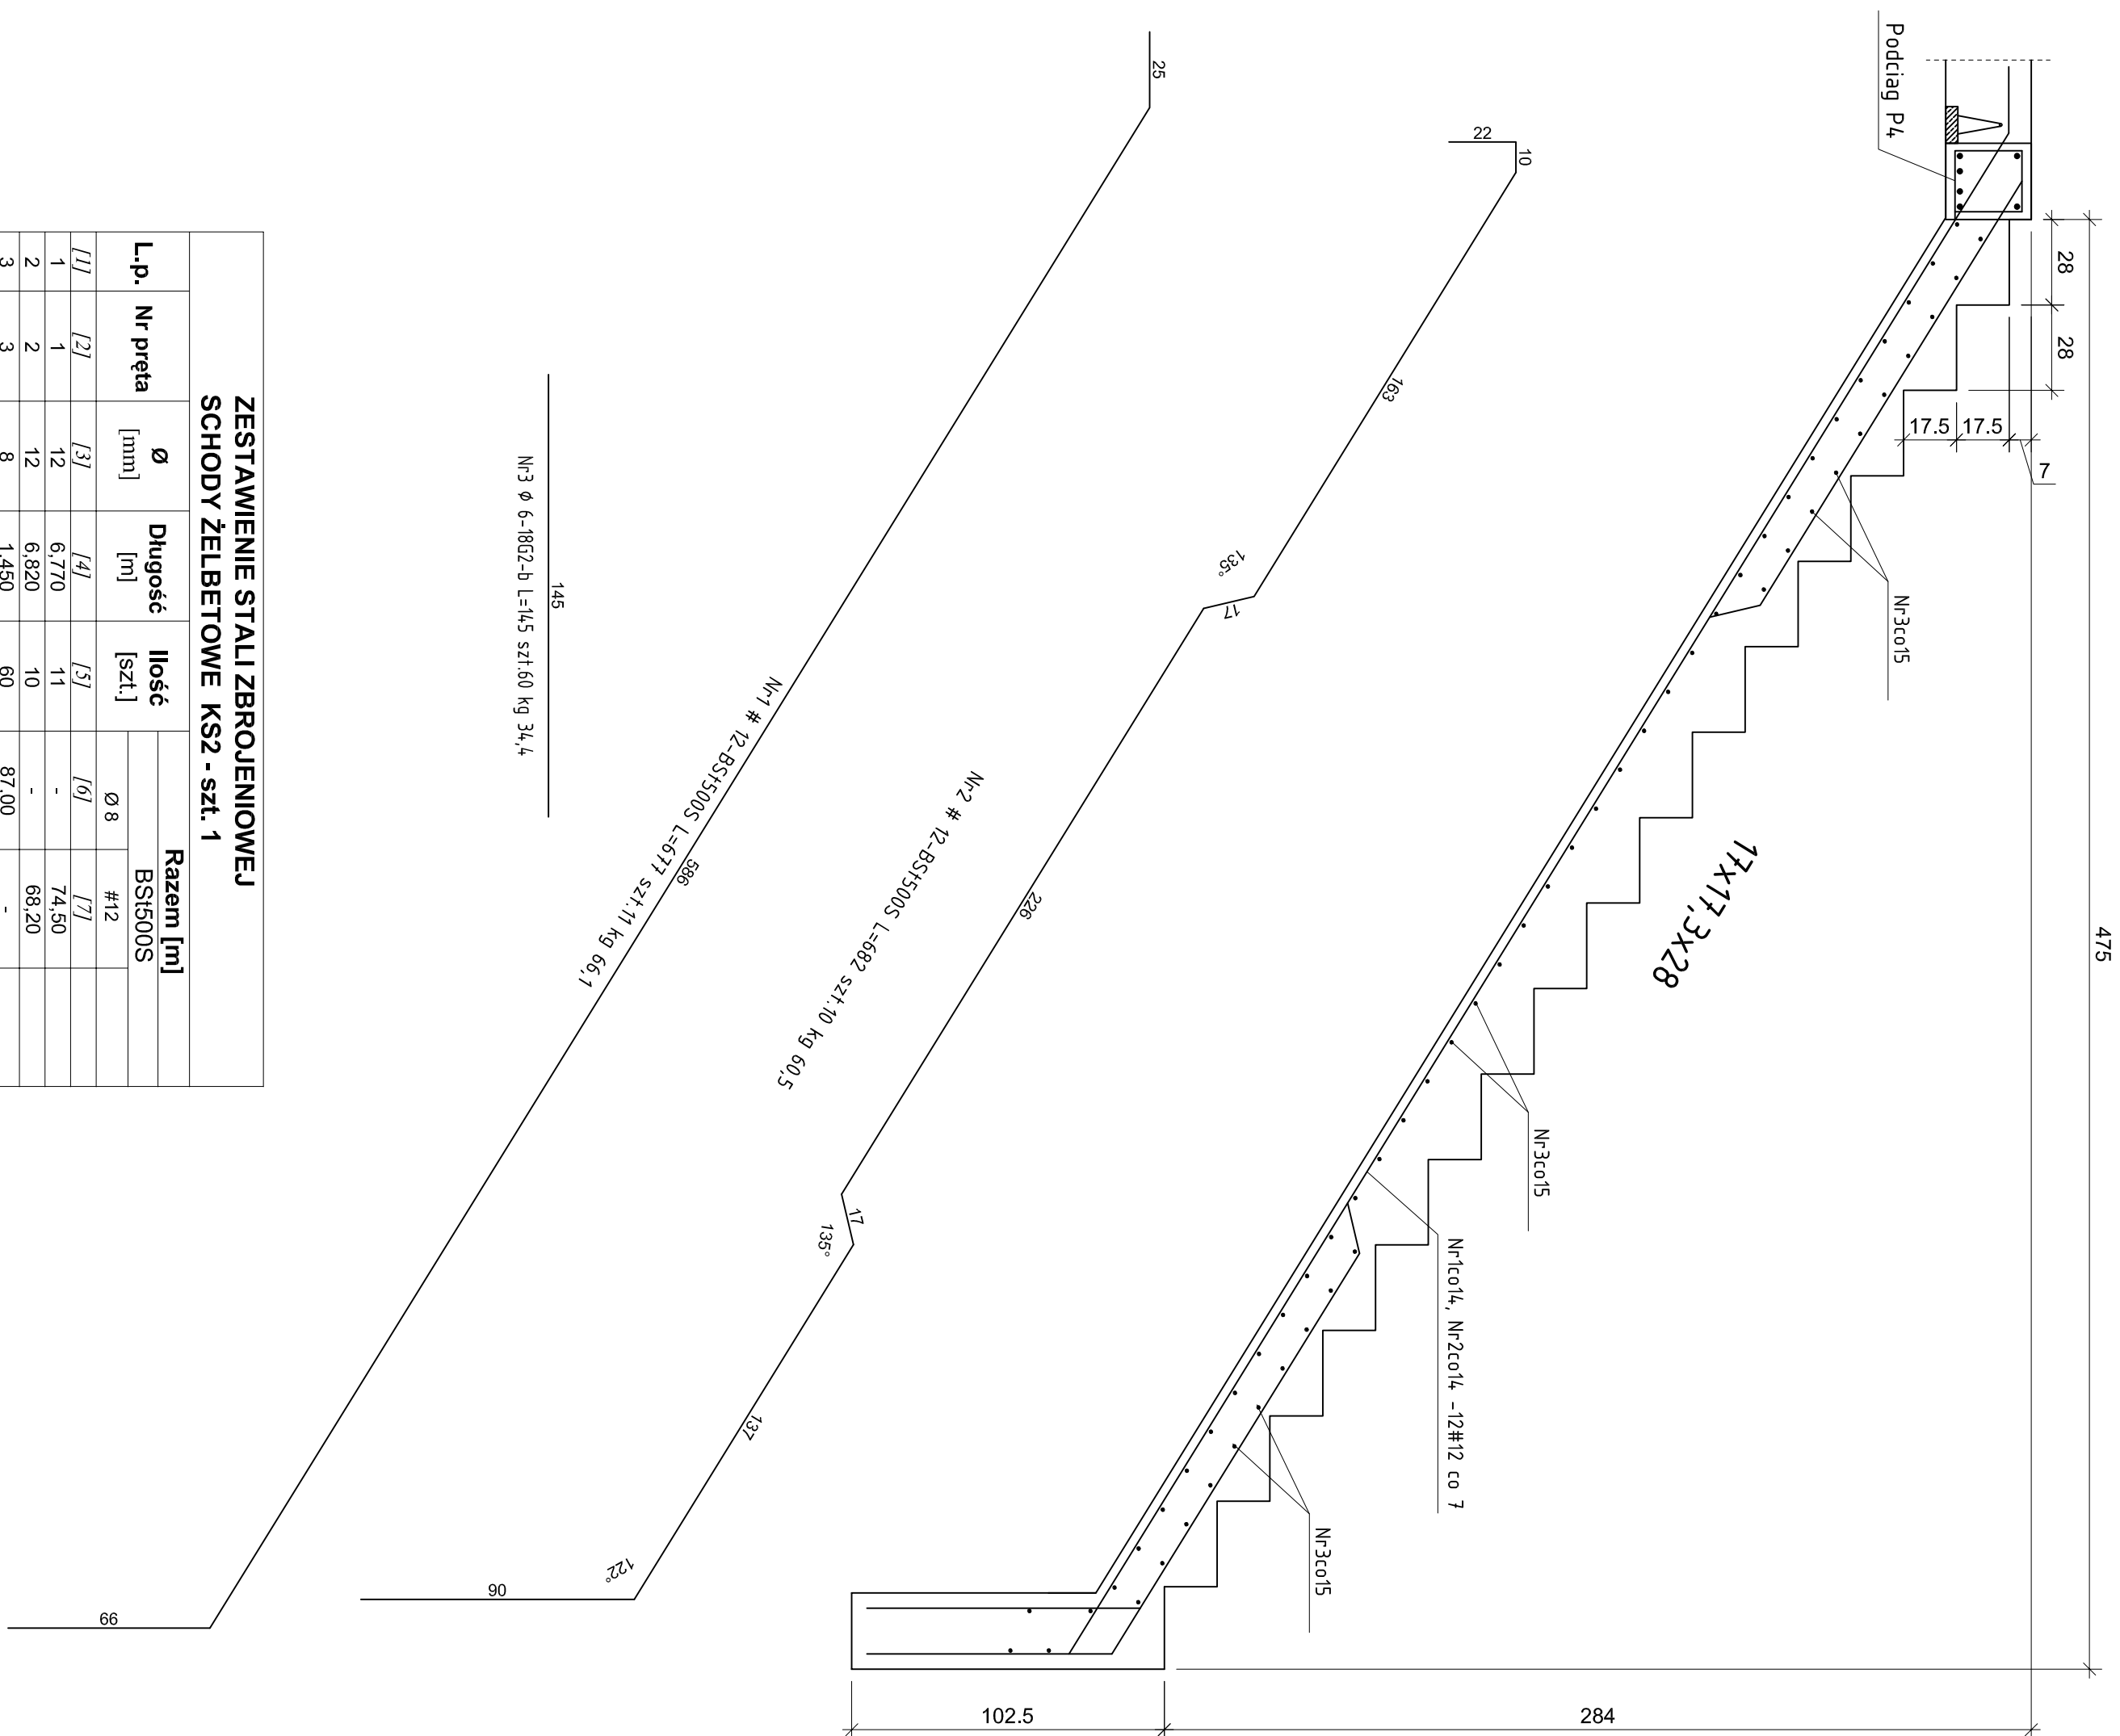 Podciag P4
28
28
475
17.5
17.5
7
Nr3co15
17x17,3x28
Nr3co15
Nr1co14, Nr2co14 -12#12 co 7
Nr3co15
102.5
284
22
10
163
135°
17
226
Nr2 # 12-BSt500S L=682 szt.10 kg 60,5
17
135°
137
122°
90
25
Nr1 # 12-BSt500S L=677 szt.11 kg 66,1
586
66
145
Nr3 ø 6-18G2-b L=145 szt.60 kg 34,4
ZESTAWIENIE STALI ZBROJENIOWEJ
SCHODY ŻELBETOWE KS2 - szt. 1
L.p. Nr pręta Ø [mm] Długość [m] Ilość [szt.] Razem [m]
BSt500S
Ø 8 #12
[1] [2] [3] [4] [5] [6] [7]
1 1 12 6,770 11 - 74,50
2 2 12 6,820 10 - 68,20
3 3 8 1,450 60 87,00 -